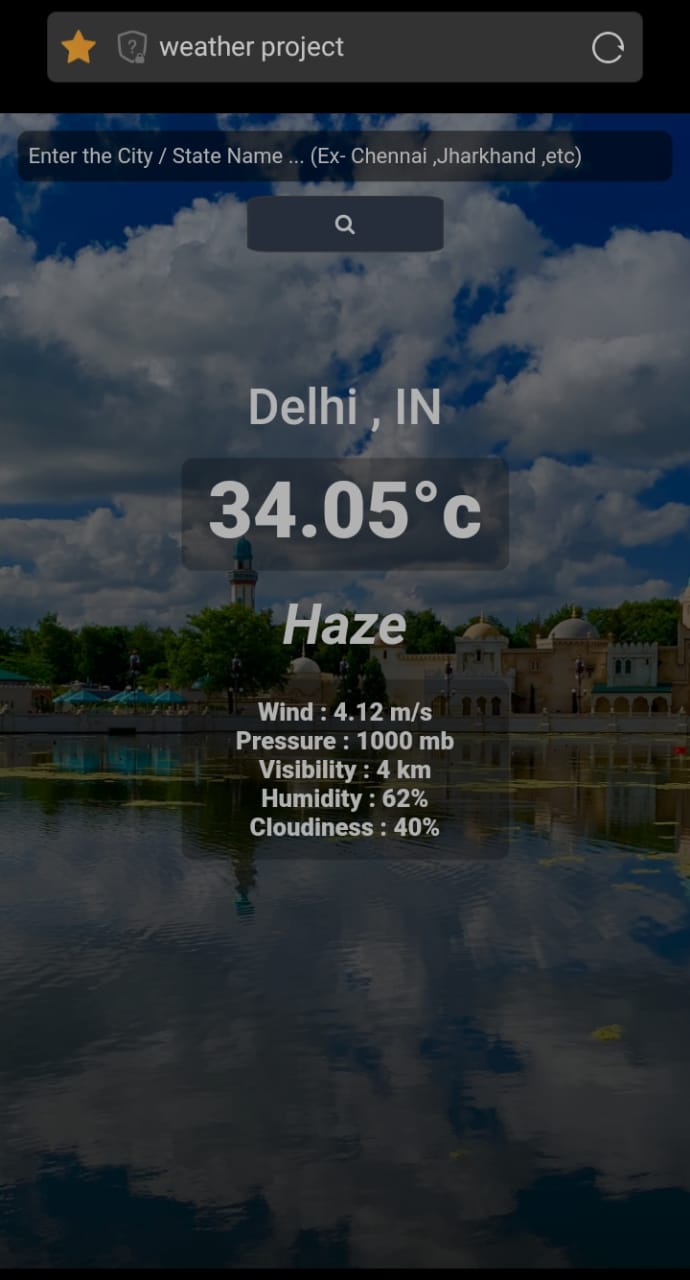 weather project
Enter the City / State Name ... (Ex- Chennai ,Jharkhand ,etc)
Delhi , IN
34.05°c
Haze
Wind : 4.12 m/s
Pressure : 1000 mb
Visibility : 4 km
Humidity : 62%
Cloudiness : 40%